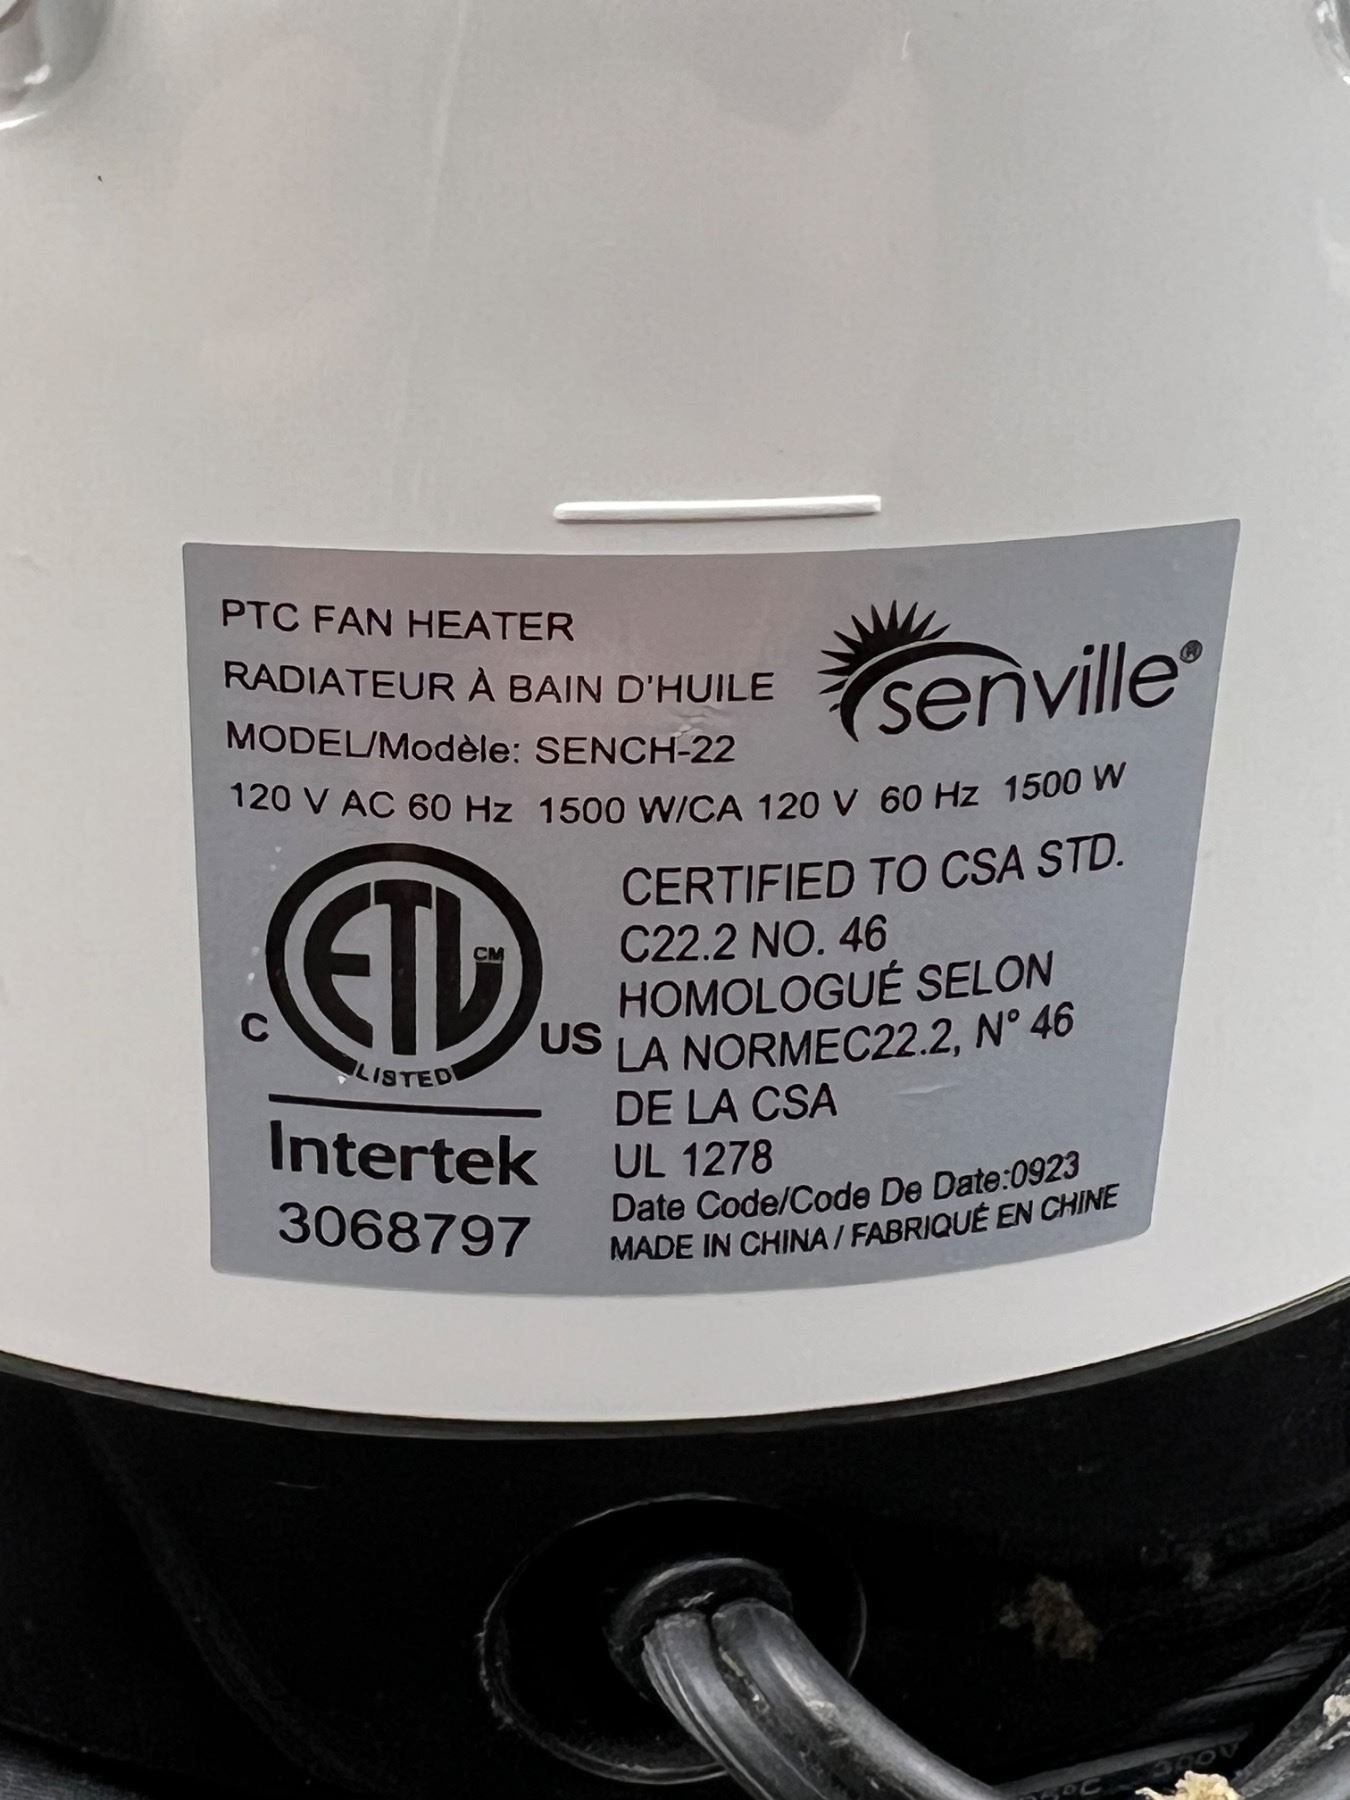 PTC FAN HEATER
RADIATEUR À BAIN D'HUILE
MODEL/Modèle: SENCH-22
senville®
120 V AC 60 Hz 1500 W/CA 120 V 60 Hz 1500 W
ETL CM
C US
LISTED
Intertek
3068797
CERTIFIED TO CSA STD.
C22.2 NO. 46
HOMOLOGUÉ SELON
LA NORMEC22.2, N° 46
DE LA CSA
UL 1278
Date Code/Code De Date:0923
MADE IN CHINA / FABRIQUÉ EN CHINE
300V